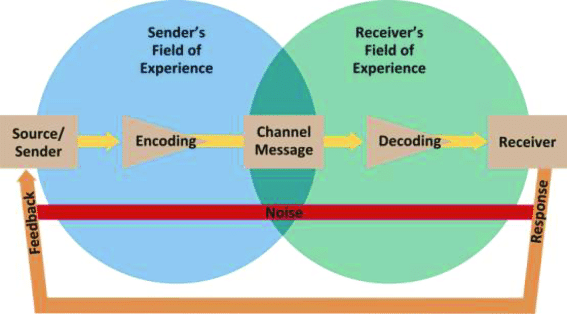 Sender's
Field of
Experience
Receiver's
Field of
Experience
Source/
Sender
Encoding
Channel
Message
Decoding
Receiver
Noise
Feedback
Response